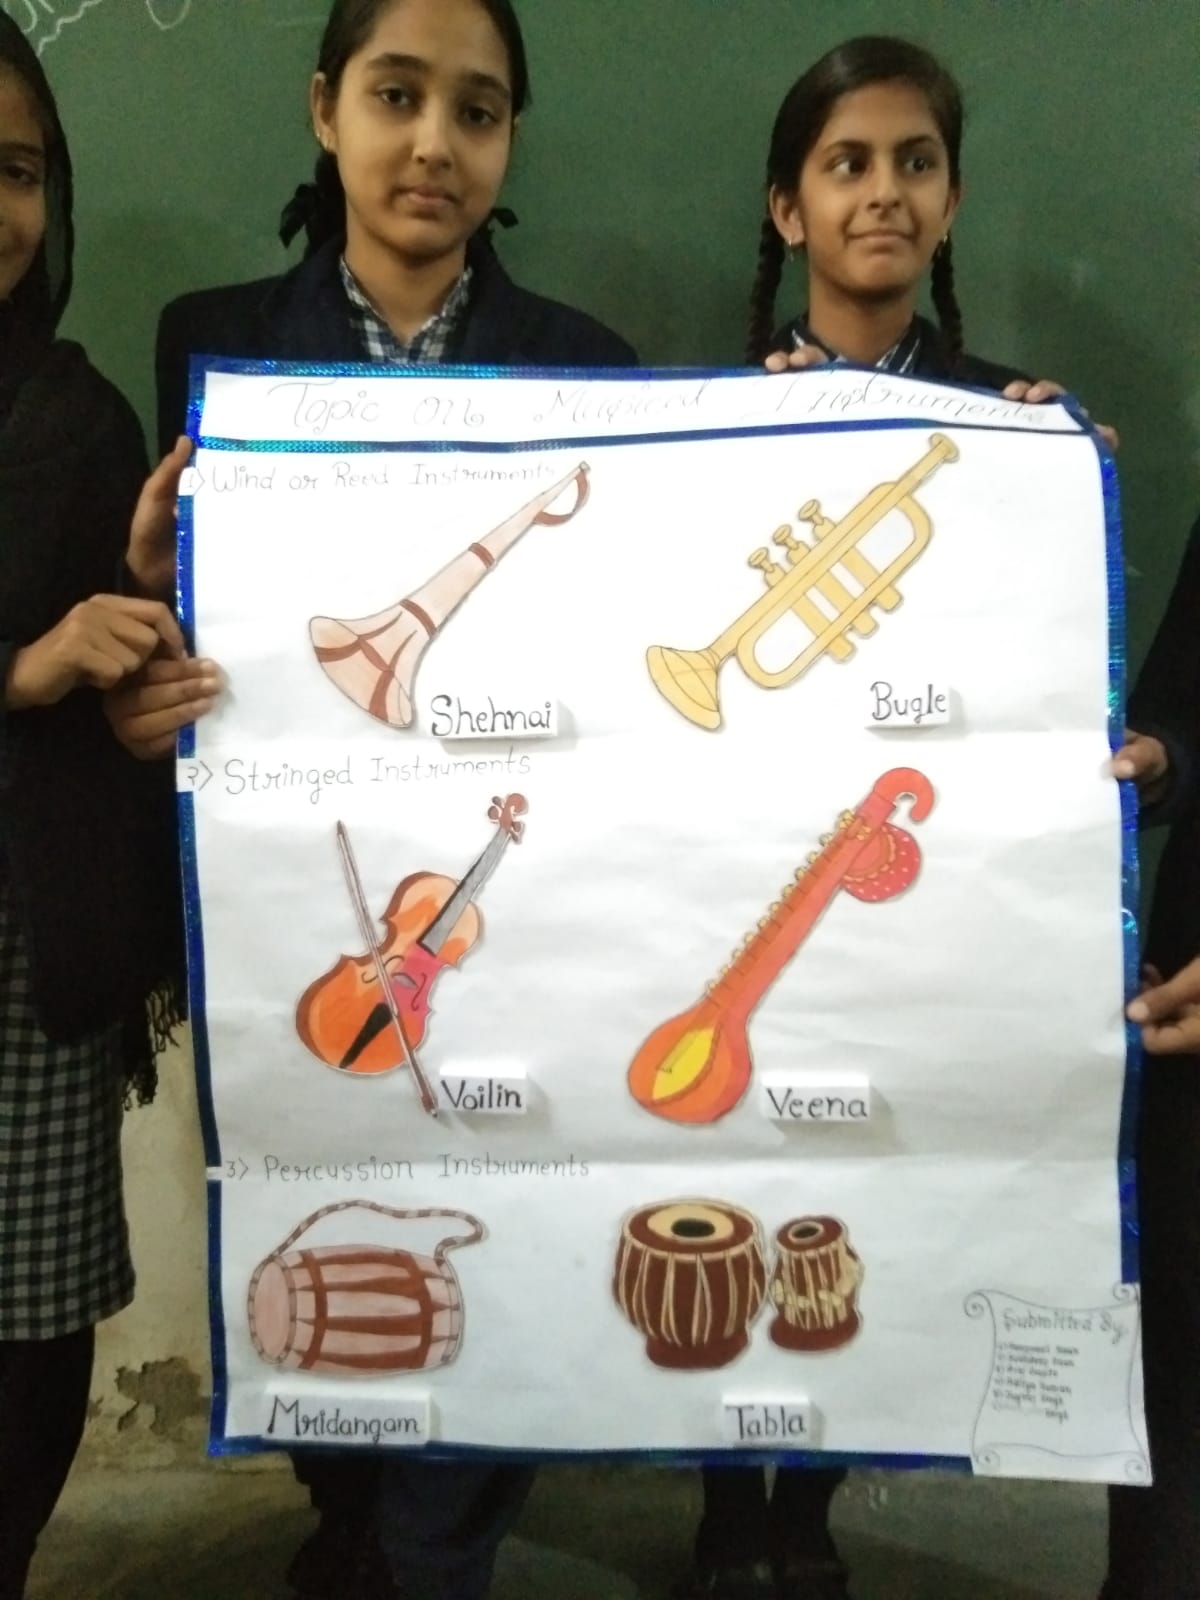 Topic on Musical Instruments
1> Wind or Reed Instruments
Shehnai
Bugle
2> Stringed Instruments
Voilin
Veena
3> Percussion Instruments
Mridangam
Tabla
Submitted By